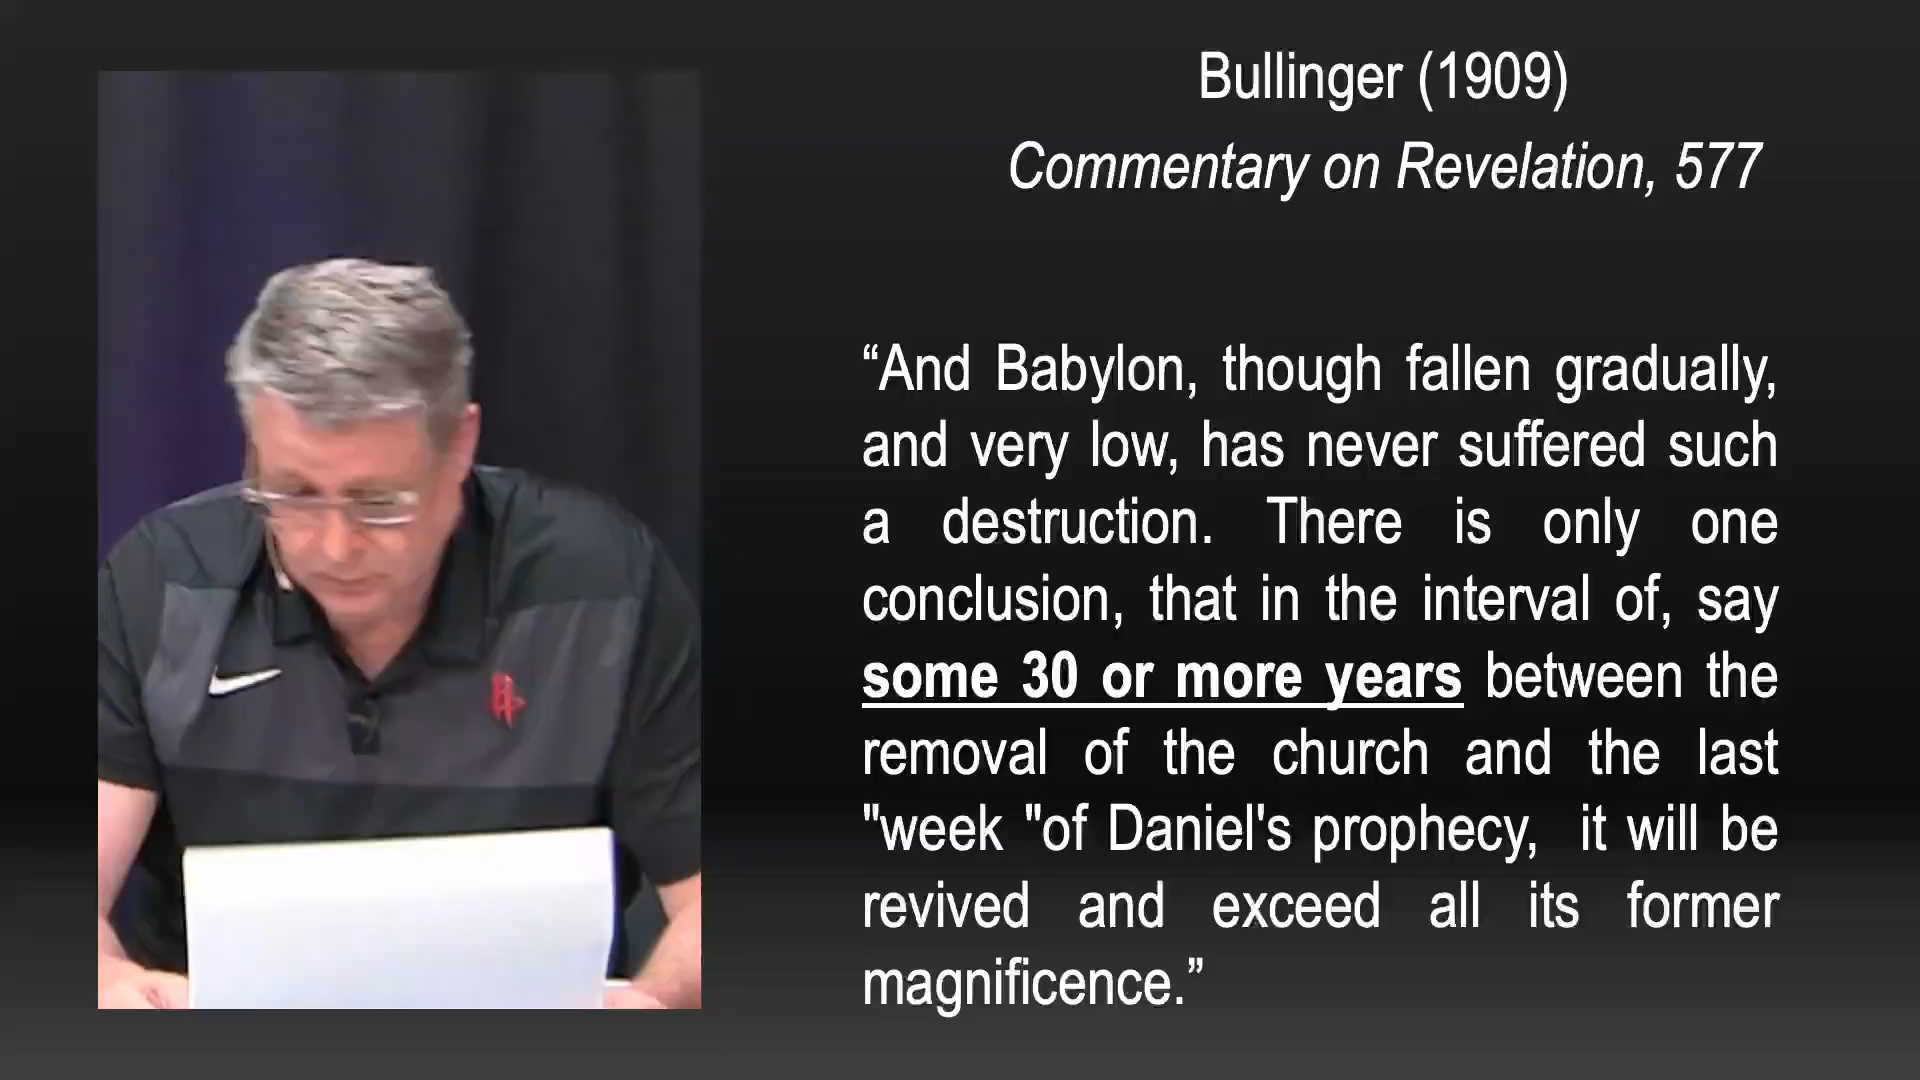 Bullinger (1909)
Commentary on Revelation, 577
“And Babylon, though fallen gradually,
and very low, has never suffered such
a destruction. There is only one
conclusion, that in the interval of, say
some 30 or more years between the
removal of the church and the last
"week "of Daniel's prophecy,  it will be
revived and exceed all its former
magnificence.”